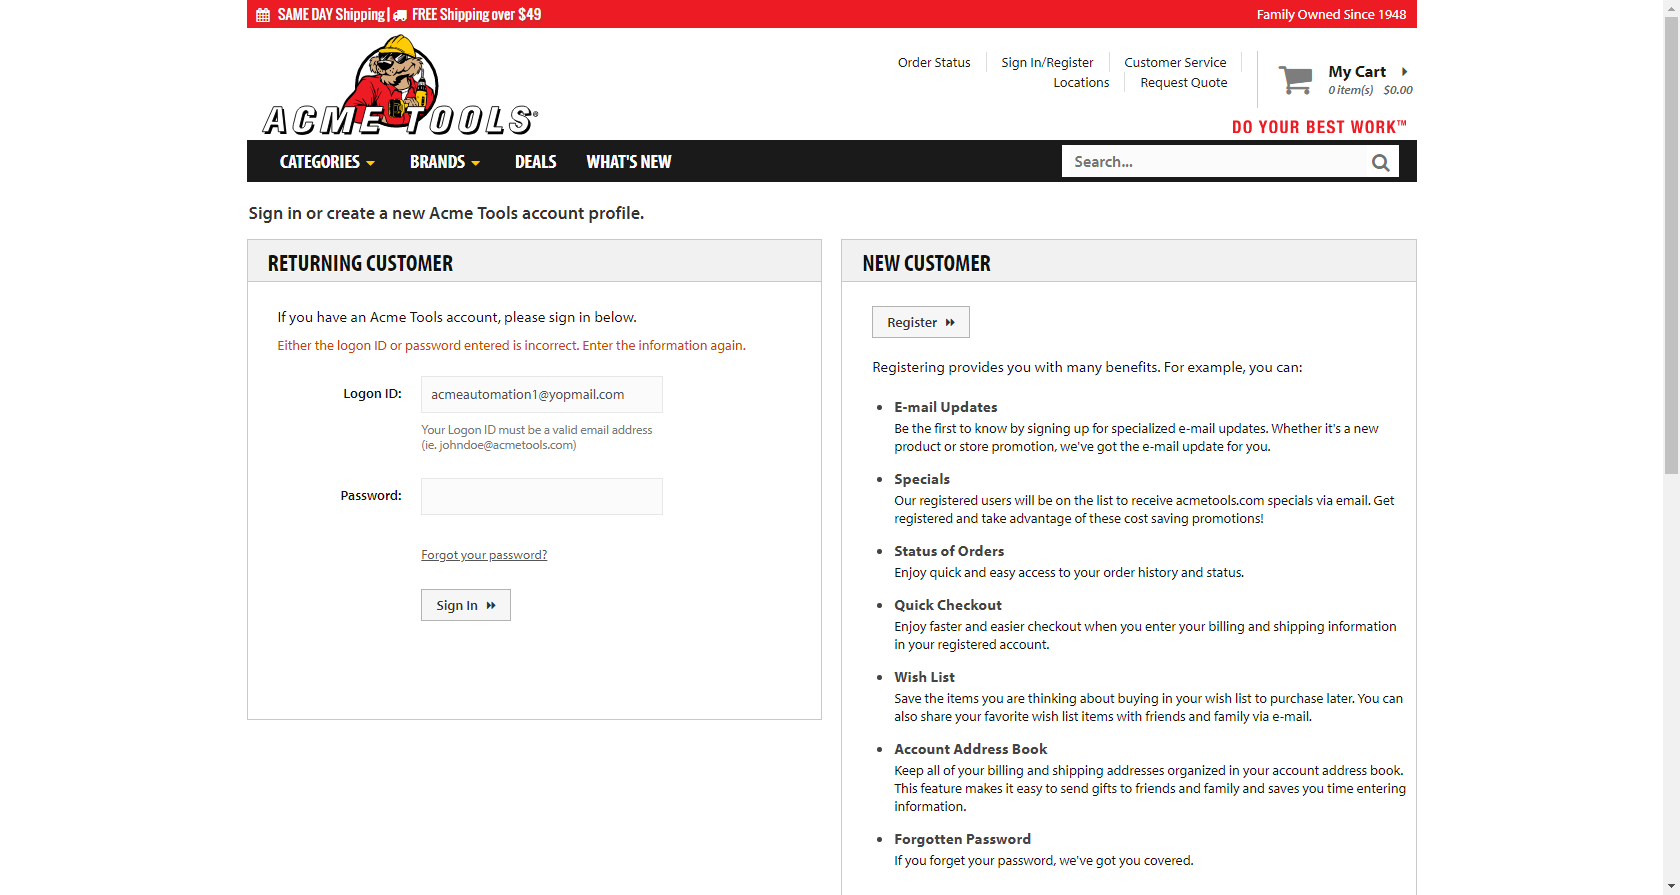 SAME DAY Shipping | FREE Shipping over $49
Family Owned Since 1948
ACME TOOLS®
Order Status
Sign In/Register
Customer Service
Locations
Request Quote
My Cart
0 item(s) $0.00
DO YOUR BEST WORK™
CATEGORIES
BRANDS
DEALS
WHAT'S NEW
Search...
Sign in or create a new Acme Tools account profile.
RETURNING CUSTOMER
If you have an Acme Tools account, please sign in below.
Either the logon ID or password entered is incorrect. Enter the information again.
Logon ID:
acmeautomation1@yopmail.com
Your Logon ID must be a valid email address
(ie. johndoe@acmetools.com)
Password:
Forgot your password?
Sign In
NEW CUSTOMER
Register
Registering provides you with many benefits. For example, you can:
E-mail Updates
Be the first to know by signing up for specialized e-mail updates. Whether it's a new
product or store promotion, we've got the e-mail update for you.
Specials
Our registered users will be on the list to receive acmetools.com specials via email. Get
registered and take advantage of these cost saving promotions!
Status of Orders
Enjoy quick and easy access to your order history and status.
Quick Checkout
Enjoy faster and easier checkout when you enter your billing and shipping information
in your registered account.
Wish List
Save the items you are thinking about buying in your wish list to purchase later. You can
also share your favorite wish list items with friends and family via e-mail.
Account Address Book
Keep all of your billing and shipping addresses organized in your account address book.
This feature makes it easy to send gifts to friends and family and saves you time entering
information.
Forgotten Password
If you forget your password, we've got you covered.